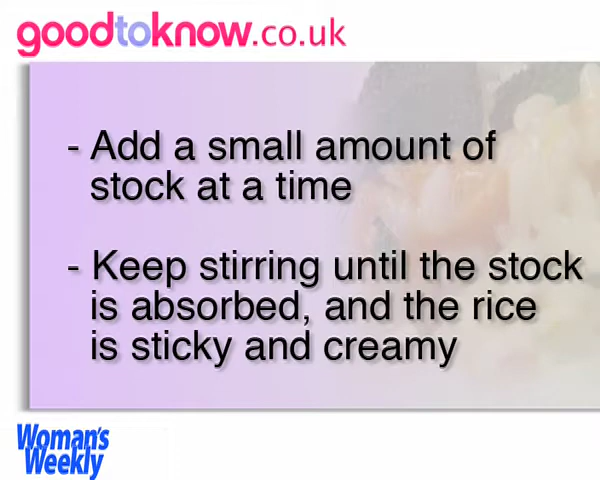 goodtoknow.co.uk
- Add a small amount of
stock at a time
- Keep stirring until the stock
is absorbed, and the rice
is sticky and creamy
Woman's
Weekly